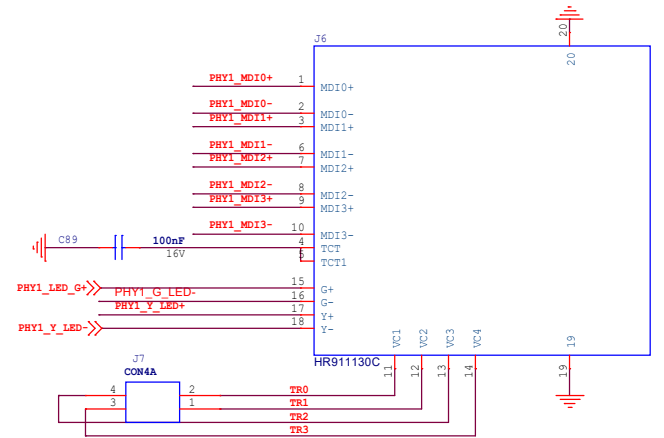 20
J6
20
PHY1_MDI0+ 1 MDI0+
PHY1_MDI0- 2 MDI0-
PHY1_MDI1+ 3 MDI1+
PHY1_MDI1- 6 MDI1-
PHY1_MDI2+ 7 MDI2+
PHY1_MDI2- 8 MDI2-
PHY1_MDI3+ 9 MDI3+
PHY1_MDI3- 10 MDI3-
C89 100nF 4 TCT
16V 5 TCT1
PHY1_LED_G+ 15 G+
PHY1_G_LED- 16 G-
PHY1_Y_LED+ 17 Y+
PHY1_Y_LED- 18 Y-
VC1 VC2 VC3 VC4 19
HR911130C
11 12 13 14 19
J7
CON4A
4 2 TR0
3 1 TR1
TR2
TR3